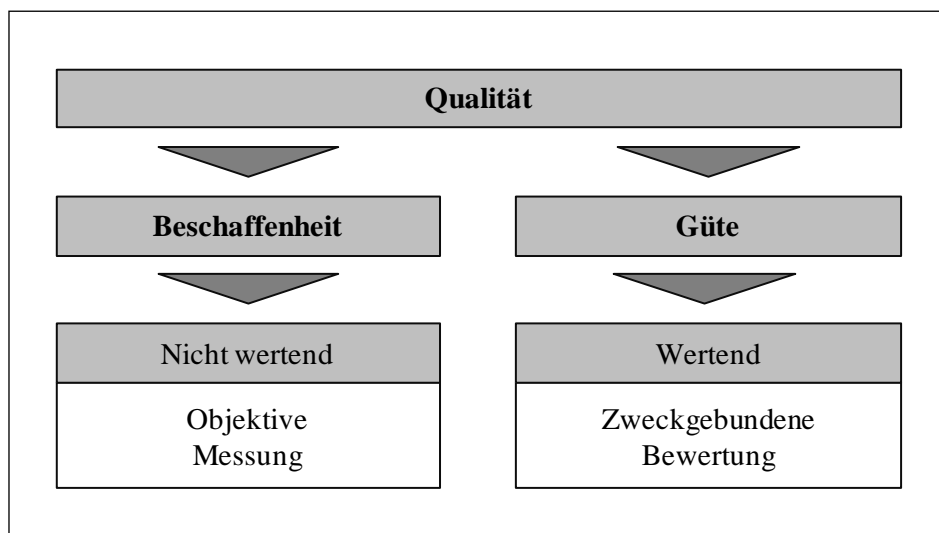 Qualität
Beschaffenheit
Güte
Nicht wertend
Wertend
Objektive
Messung
Zweckgebundene
Bewertung